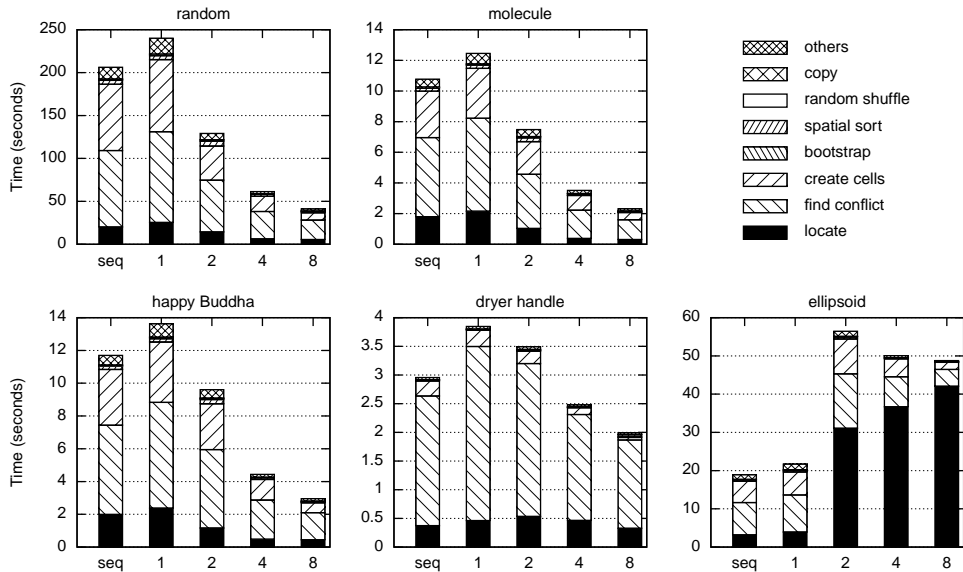 random
250
200
150
100
50
0
Time (seconds)
seq 1 2 4 8
molecule
14
12
10
8
6
4
2
0
seq 1 2 4 8
others
copy
random shuffle
spatial sort
bootstrap
create cells
find conflict
locate
happy Buddha
14
12
10
8
6
4
2
0
Time (seconds)
seq 1 2 4 8
dryer handle
4
3.5
3
2.5
2
1.5
1
0.5
0
seq 1 2 4 8
ellipsoid
60
50
40
30
20
10
0
seq 1 2 4 8